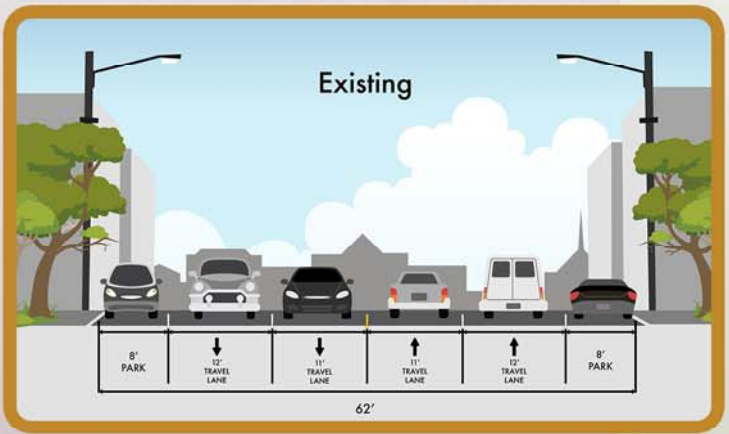 Existing
8'
PARK
12'
TRAVEL
LANE
11'
TRAVEL
LANE
11'
TRAVEL
LANE
12'
TRAVEL
LANE
8'
PARK
62'